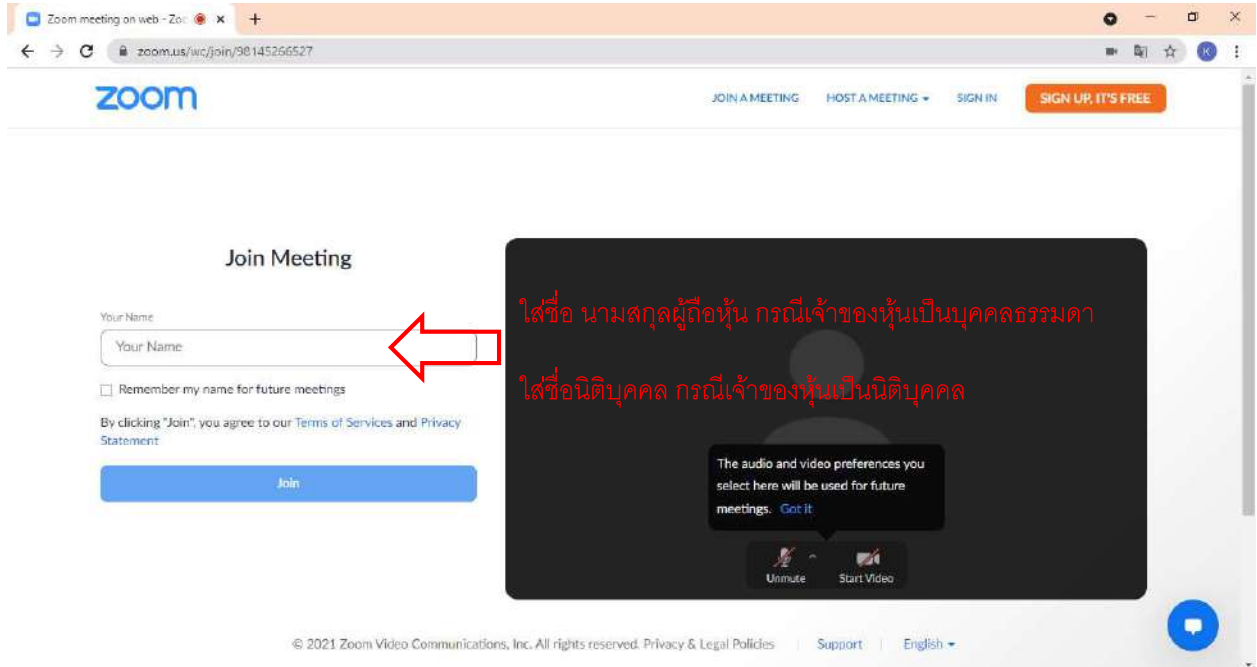 Zoom meeting on web - Zo
zoom.us/wc/join/98145266527
K
zoom
JOIN A MEETING
HOST A MEETING
SIGN IN
SIGN UP, IT'S FREE
Join Meeting
Your Name
Your Name
Remember my name for future meetings
By clicking "Join", you agree to our Terms of Services and Privacy
Statement
Join
ใส่ชื่อ นามสกุลผู้ถือหุ้น กรณีเจ้าของหุ้นเป็นบุคคลธรรมดา
ใส่ชื่อนิติบุคคล กรณีเจ้าของหุ้นเป็นนิติบุคคล
The audio and video preferences you
select here will be used for future
meetings. Got it
Unmute
Start Video
© 2021 Zoom Video Communications, Inc. All rights reserved. Privacy & Legal Policies
Support
English